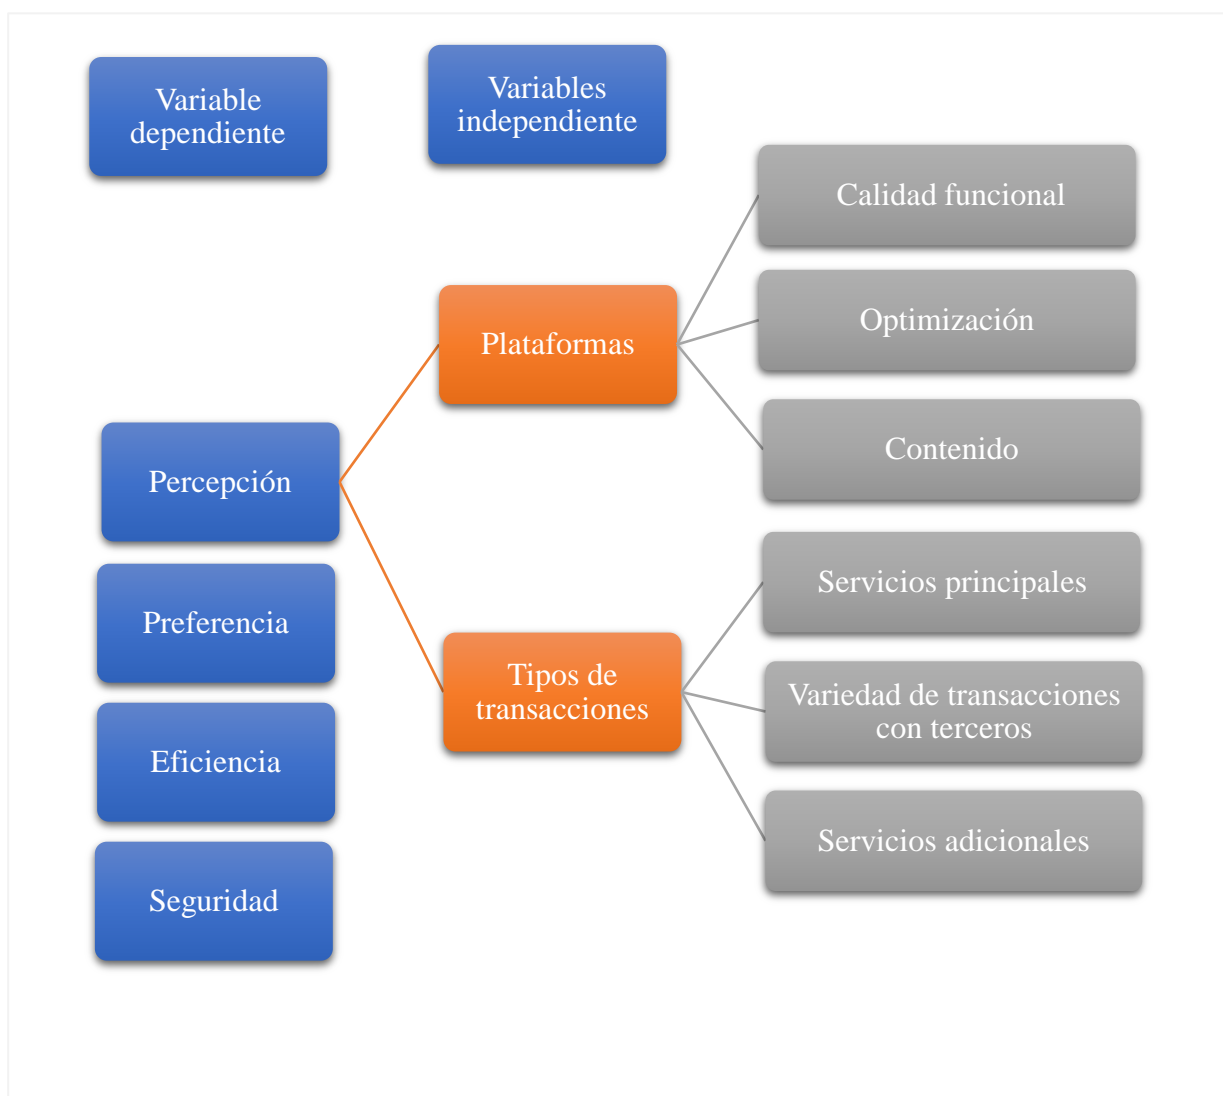 Variable
dependiente
Variables
independiente
Percepción
Preferencia
Eficiencia
Seguridad
Plataformas
Tipos de
transacciones
Calidad funcional
Optimización
Contenido
Servicios principales
Variedad de transacciones
con terceros
Servicios adicionales